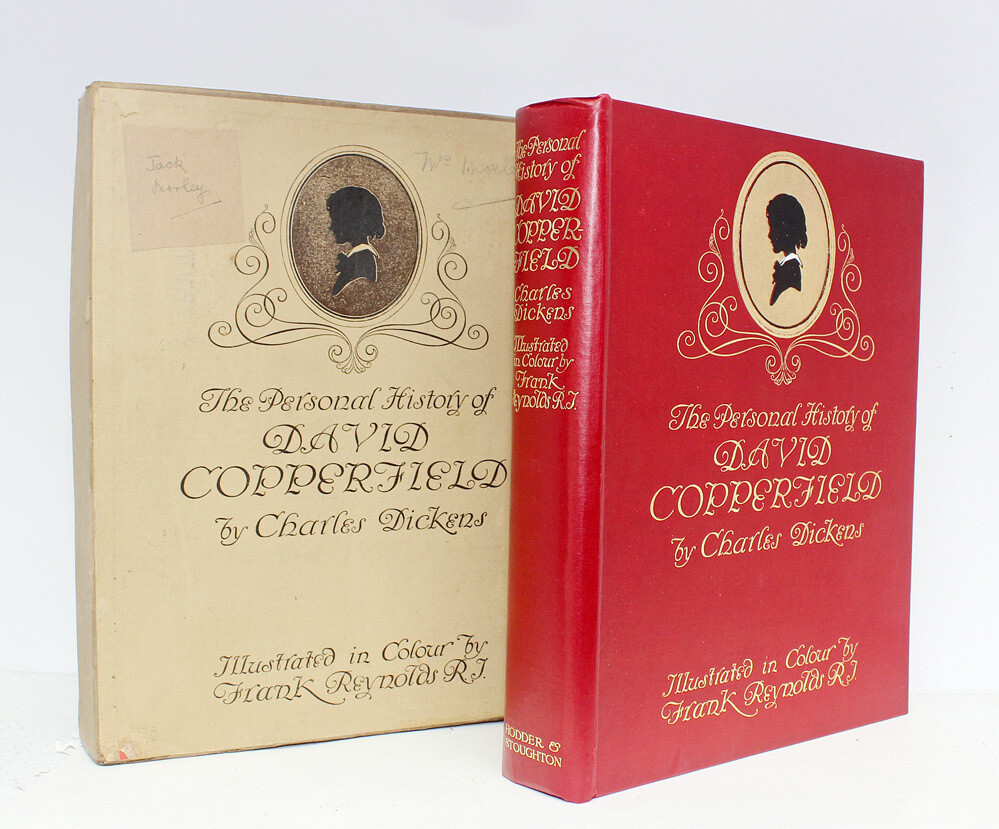 Jack
Morley
Mrs
The Personal History of
DAVID
COPPERFIELD
by Charles Dickens
Illustrated in Colour by
Frank Reynolds R.I.
The Personal
History of
DAVID
COPPER-
FIELD
Charles
Dickens
Illustrated
in Colour by
Frank
Reynolds R.I.
HODDER &
STOUGHTON
The Personal History of
DAVID
COPPERFIELD
by Charles Dickens
Illustrated in Colour by
Frank Reynolds R.I.